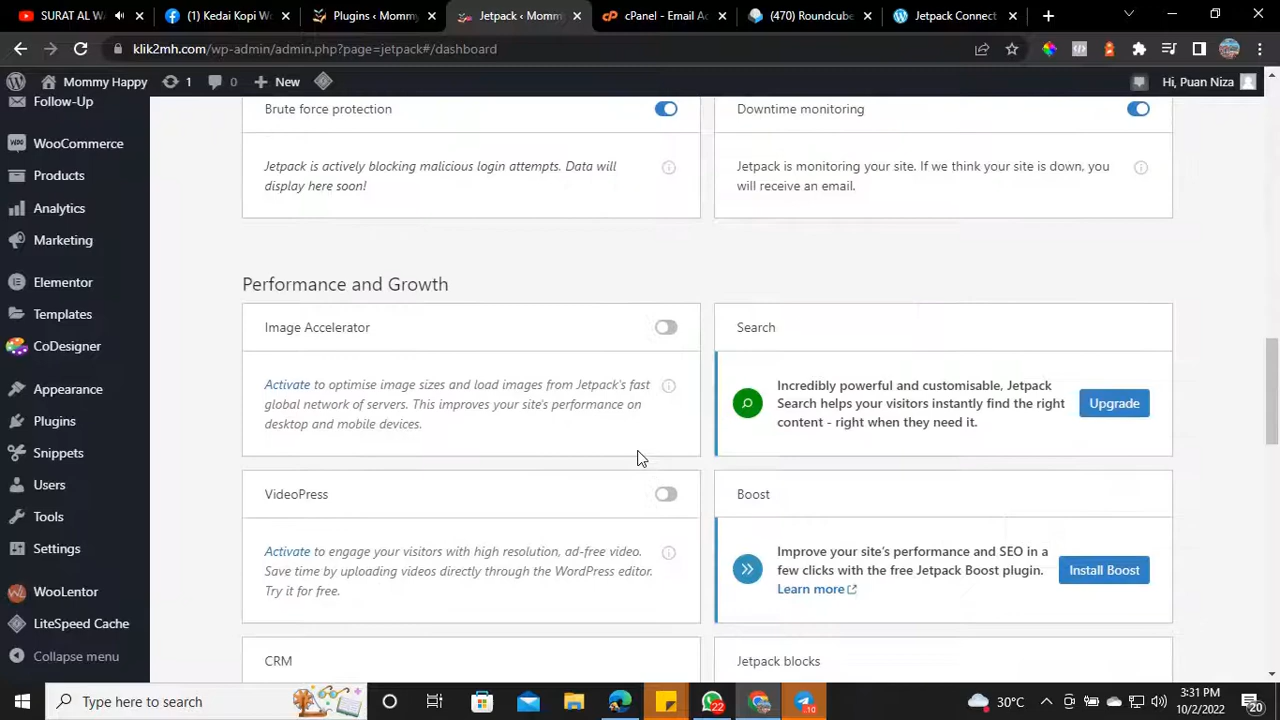 SURAT AL WA
(1) Kedai Kopi W
Plugins ‹ Mommy
Jetpack ‹ Mommy
cPanel - Email Ac
(470) Roundcube
Jetpack Connect
klik2mh.com/wp-admin/admin.php?page=jetpack#/dashboard
Mommy Happy
1
0
New
Hi, Puan Niza
Follow-Up
WooCommerce
Products
Analytics
Marketing
Elementor
Templates
CoDesigner
Appearance
Plugins
Snippets
Users
Tools
Settings
WooLentor
LiteSpeed Cache
Collapse menu
Brute force protection
Jetpack is actively blocking malicious login attempts. Data will
display here soon!
Downtime monitoring
Jetpack is monitoring your site. If we think your site is down, you
will receive an email.
Performance and Growth
Image Accelerator
Activate to optimise image sizes and load images from Jetpack's fast
global network of servers. This improves your site's performance on
desktop and mobile devices.
Search
Incredibly powerful and customisable, Jetpack
Search helps your visitors instantly find the right
content - right when they need it.
Upgrade
VideoPress
Activate to engage your visitors with high resolution, ad-free video.
Save time by uploading videos directly through the WordPress editor.
Try it for free.
Boost
Improve your site's performance and SEO in a
few clicks with the free Jetpack Boost plugin.
Learn more
Install Boost
CRM
Jetpack blocks
Type here to search
22
10
30°C
3:31 PM
10/2/2022
20